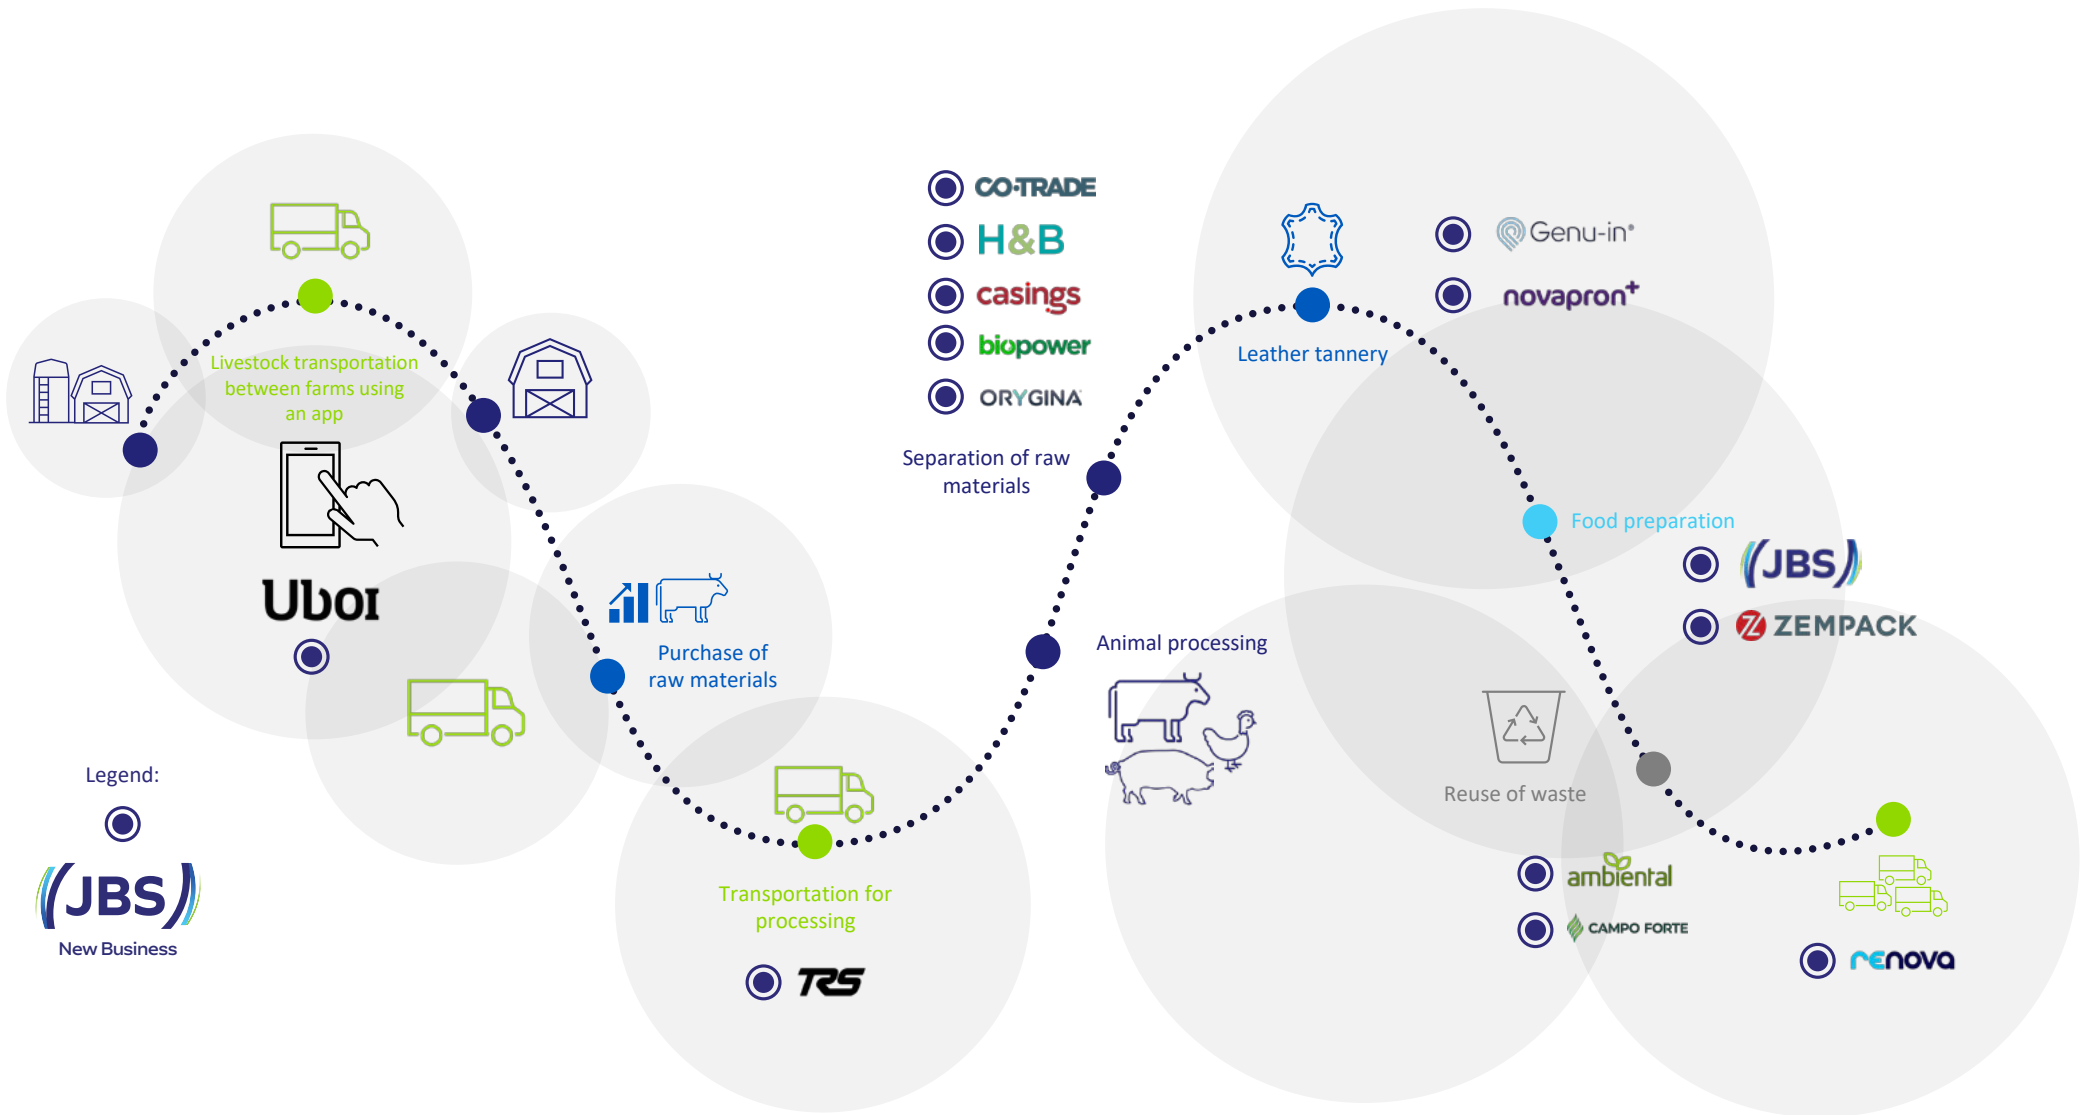 Livestock transportation
between farms using
an app
Uboi
Purchase of
raw materials
Transportation for
processing
TRS
CO-TRADE
H&B
casings
biopower
ORYGINA
Separation of raw
materials
Animal processing
Leather tannery
Genu-in®
novapron+
Food preparation
(JBS)
ZEMPACK
Reuse of waste
ambiental
CAMPO FORTE
renova
Legend:
(JBS)
New Business